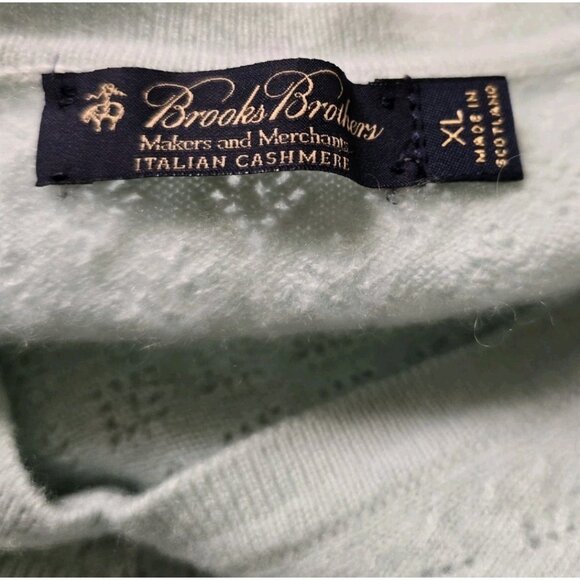 Brooks Brothers
Makers and Merchants
ITALIAN CASHMERE
XL
MADE IN
SCOTLAND